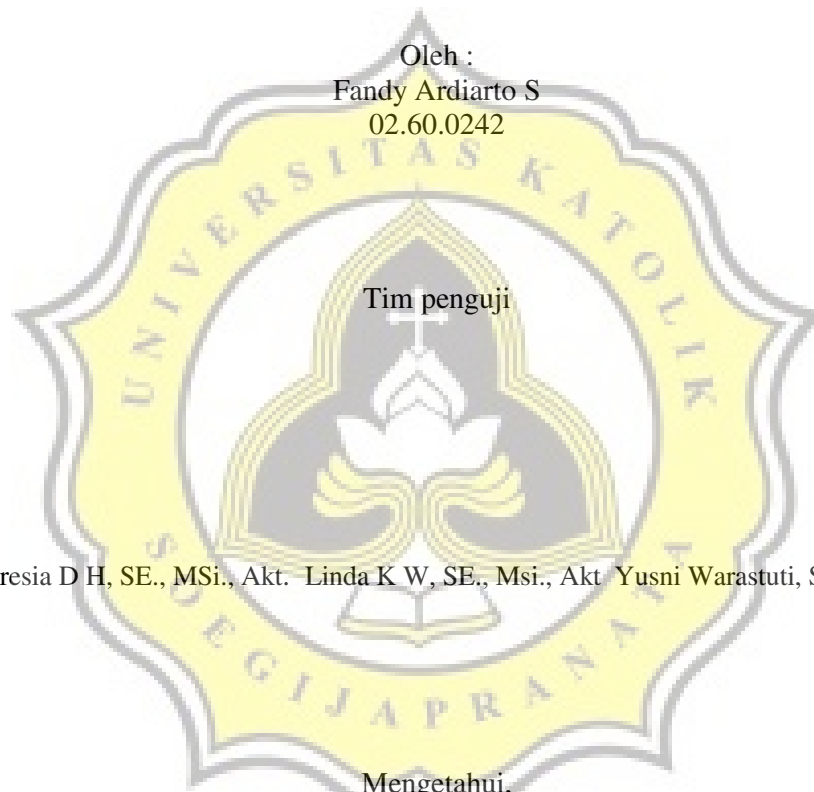 Oleh :
Fandy Ardiarto S
02.60.0242
UNIVERSITAS KATOLIK
Tim penguji
resia D H, SE., MSi., Akt. Linda K W, SE., Msi., Akt Yusni Warastuti, S
SOEGIJAPRANATA
Mengetahui,